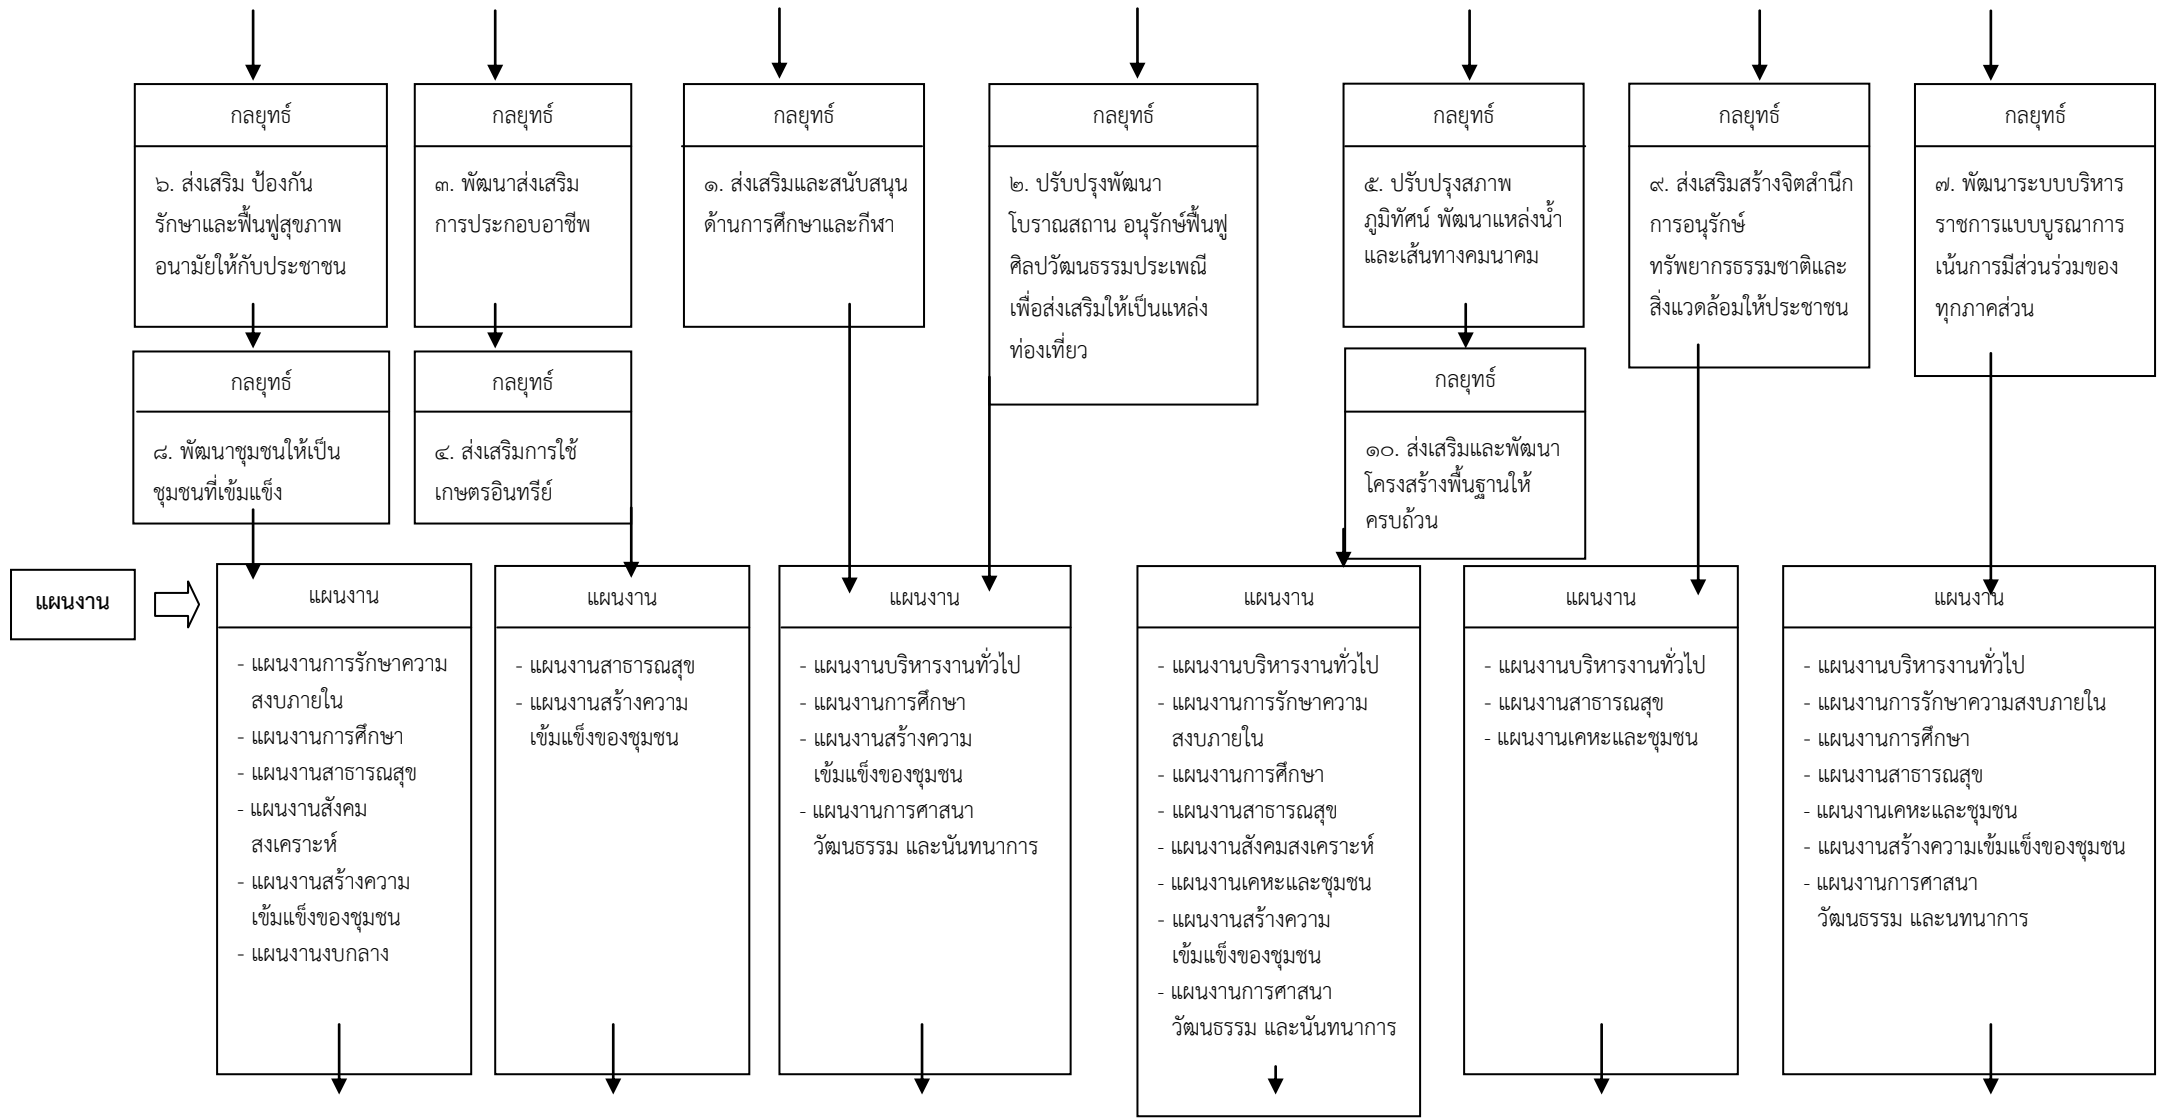 กลยุทธ์
๖. ส่งเสริม ป้องกัน
รักษาและฟื้นฟูสุขภาพ
อนามัยให้กับประชาชน
กลยุทธ์
๓. พัฒนาส่งเสริม
การประกอบอาชีพ
กลยุทธ์
๑. ส่งเสริมและสนับสนุน
ด้านการศึกษาและกีฬา
กลยุทธ์
๒. ปรับปรุงพัฒนา
โบราณสถาน อนุรักษ์ฟื้นฟู
ศิลปวัฒนธรรมประเพณี
เพื่อส่งเสริมให้เป็นแหล่ง
ท่องเที่ยว
กลยุทธ์
๕. ปรับปรุงสภาพ
ภูมิทัศน์ พัฒนาแหล่งน้ำ
และเส้นทางคมนาคม
กลยุทธ์
๙. ส่งเสริมสร้างจิตสำนึก
การอนุรักษ์
ทรัพยากรธรรมชาติและ
สิ่งแวดล้อมให้ประชาชน
กลยุทธ์
๗. พัฒนาระบบบริหาร
ราชการแบบบูรณาการ
เน้นการมีส่วนร่วมของ
ทุกภาคส่วน
กลยุทธ์
๘. พัฒนาชุมชนให้เป็น
ชุมชนที่เข้มแข็ง
กลยุทธ์
๔. ส่งเสริมการใช้
เกษตรอินทรีย์
กลยุทธ์
๑๐. ส่งเสริมและพัฒนา
โครงสร้างพื้นฐานให้
ครบถ้วน
แผนงาน
แผนงาน
- แผนงานการรักษาความ
สงบภายใน
- แผนงานการศึกษา
- แผนงานสาธารณสุข
- แผนงานสังคม
สงเคราะห์
- แผนงานสร้างความ
เข้มแข็งของชุมชน
- แผนงานงบกลาง
แผนงาน
- แผนงานสาธารณสุข
- แผนงานสร้างความ
เข้มแข็งของชุมชน
แผนงาน
- แผนงานบริหารงานทั่วไป
- แผนงานการศึกษา
- แผนงานสร้างความ
เข้มแข็งของชุมชน
- แผนงานการศาสนา
วัฒนธรรม และนันทนาการ
แผนงาน
- แผนงานบริหารงานทั่วไป
- แผนงานการรักษาความ
สงบภายใน
- แผนงานการศึกษา
- แผนงานสาธารณสุข
- แผนงานสังคมสงเคราะห์
- แผนงานเคหะและชุมชน
- แผนงานสร้างความ
เข้มแข็งของชุมชน
- แผนงานการศาสนา
วัฒนธรรม และนันทนาการ
แผนงาน
- แผนงานบริหารงานทั่วไป
- แผนงานสาธารณสุข
- แผนงานเคหะและชุมชน
แผนงาน
- แผนงานบริหารงานทั่วไป
- แผนงานการรักษาความสงบภายใน
- แผนงานการศึกษา
- แผนงานสาธารณสุข
- แผนงานเคหะและชุมชน
- แผนงานสร้างความเข้มแข็งของชุมชน
- แผนงานการศาสนา
วัฒนธรรม และนทนาการ